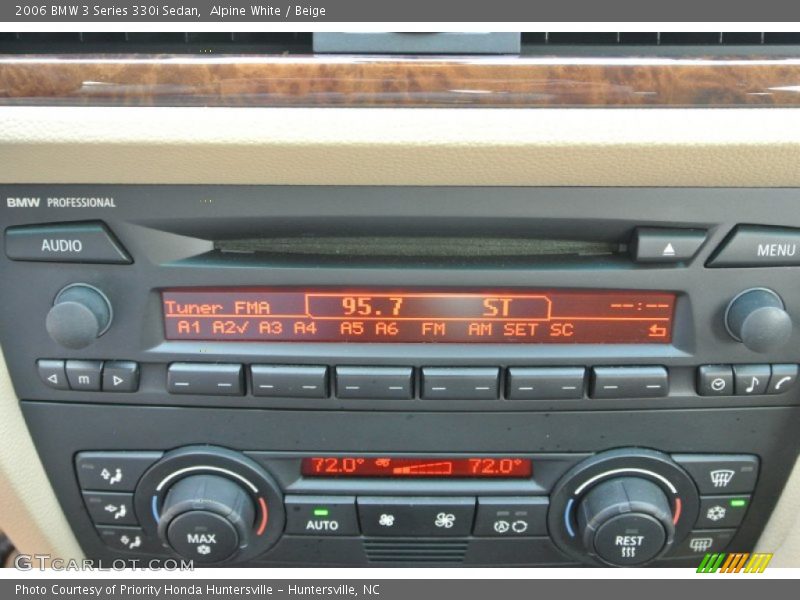 2006 BMW 3 Series 330i Sedan,  Alpine White / Beige
BMW PROFESSIONAL
AUDIO
MENU
Tuner FMA 95.7 ST --:--
A1 A2✓ A3 A4 A5 A6 FM AM SET SC
m
72.0° 72.0°
AUTO
A
MAX
REST
GTCARLOT.COM
Photo Courtesy of Priority Honda Huntersville – Huntersville, NC